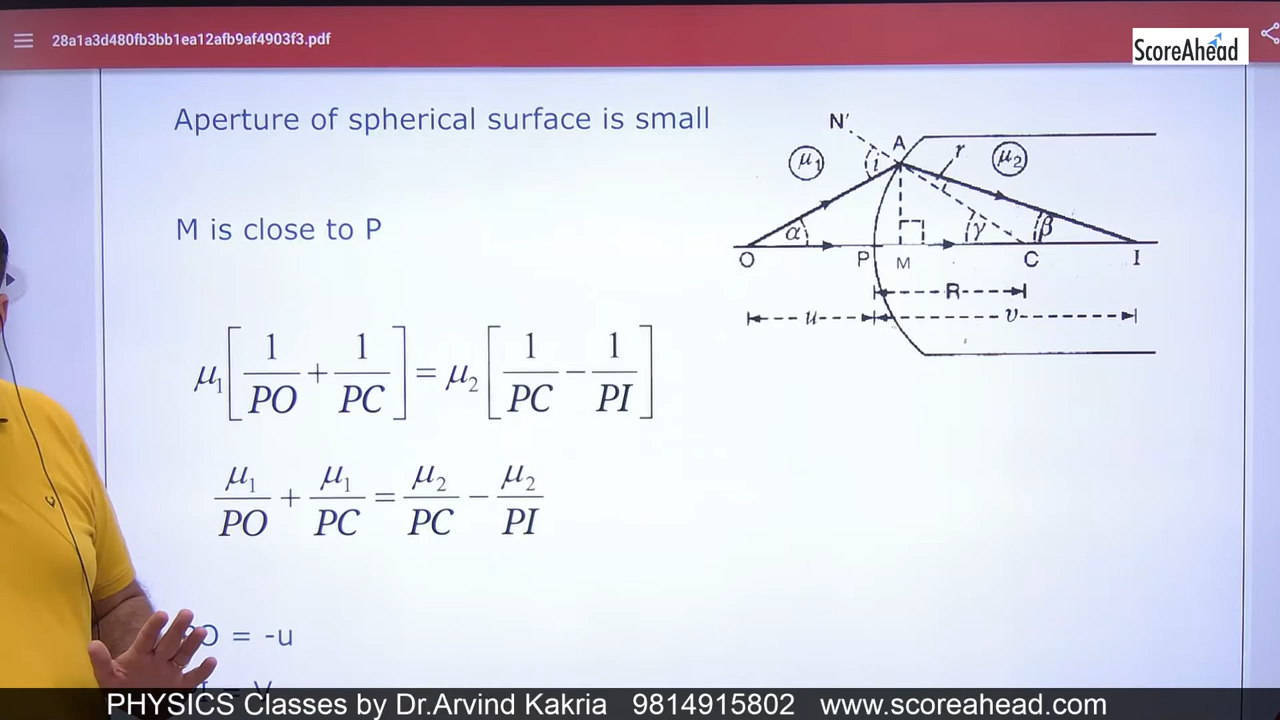 28a1a3d480fb3bb1ea12afb9af4903f3.pdf
ScoreAhead
Aperture of spherical surface is small
M is close to P
μ₁[1/PO + 1/PC] = μ₂[1/PC − 1/PI]
μ₁/PO + μ₁/PC = μ₂/PC − μ₂/PI
N' A i r μ₁ μ₂
α γ β
O P M C I
R
u v
O = -u
PHYSICS Classes by Dr.Arvind Kakria 9814915802 www.scoreahead.com